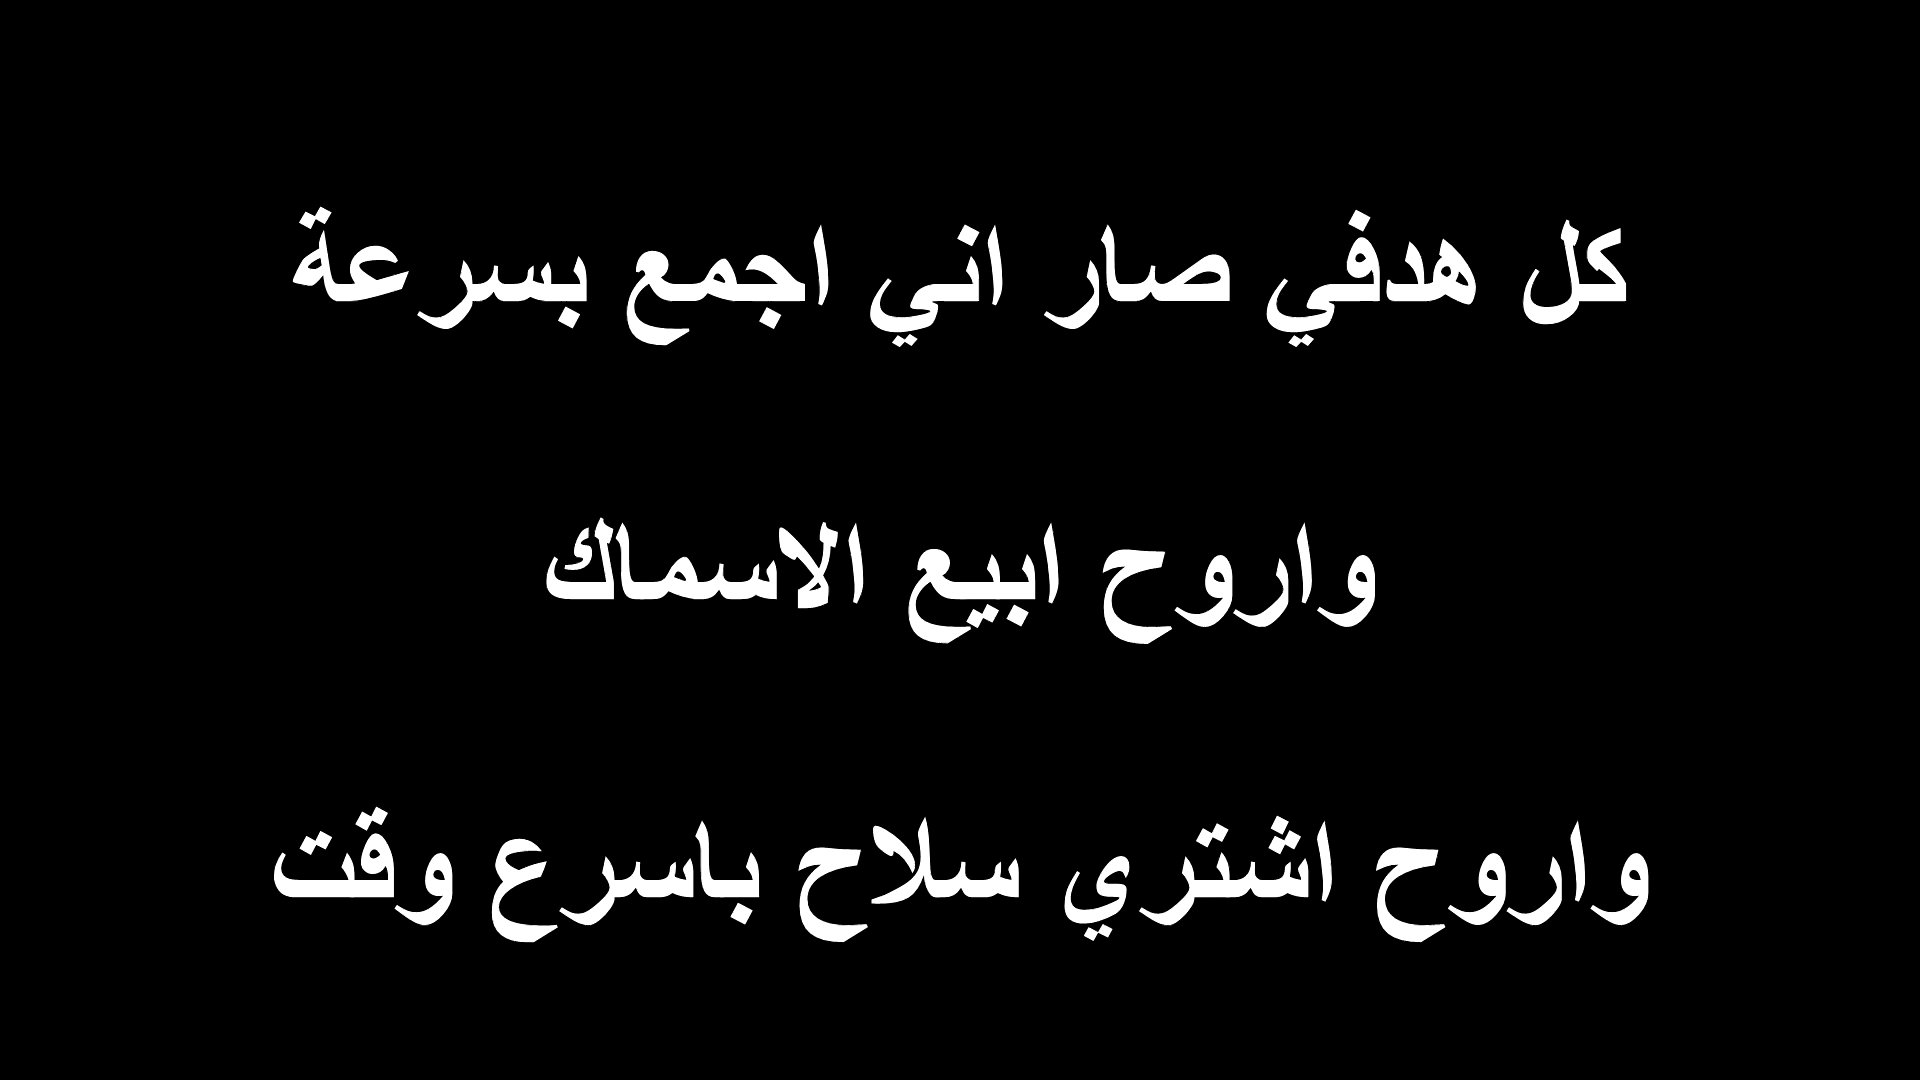 كل هدفي صار اني اجمع بسرعة
واروح ابيع الاسماك
واروح اشتري سلاح باسرع وقت